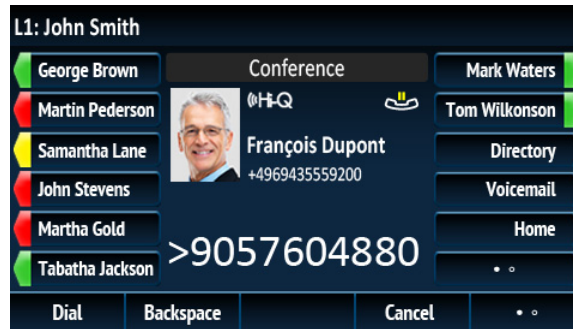 L1: John Smith
George Brown
Martin Pederson
Samantha Lane
John Stevens
Martha Gold
Tabatha Jackson
Conference
Hi-Q
François Dupont
+4969435559200
>9057604880
Mark Waters
Tom Wilkonson
Directory
Voicemail
Home
Dial
Backspace
Cancel